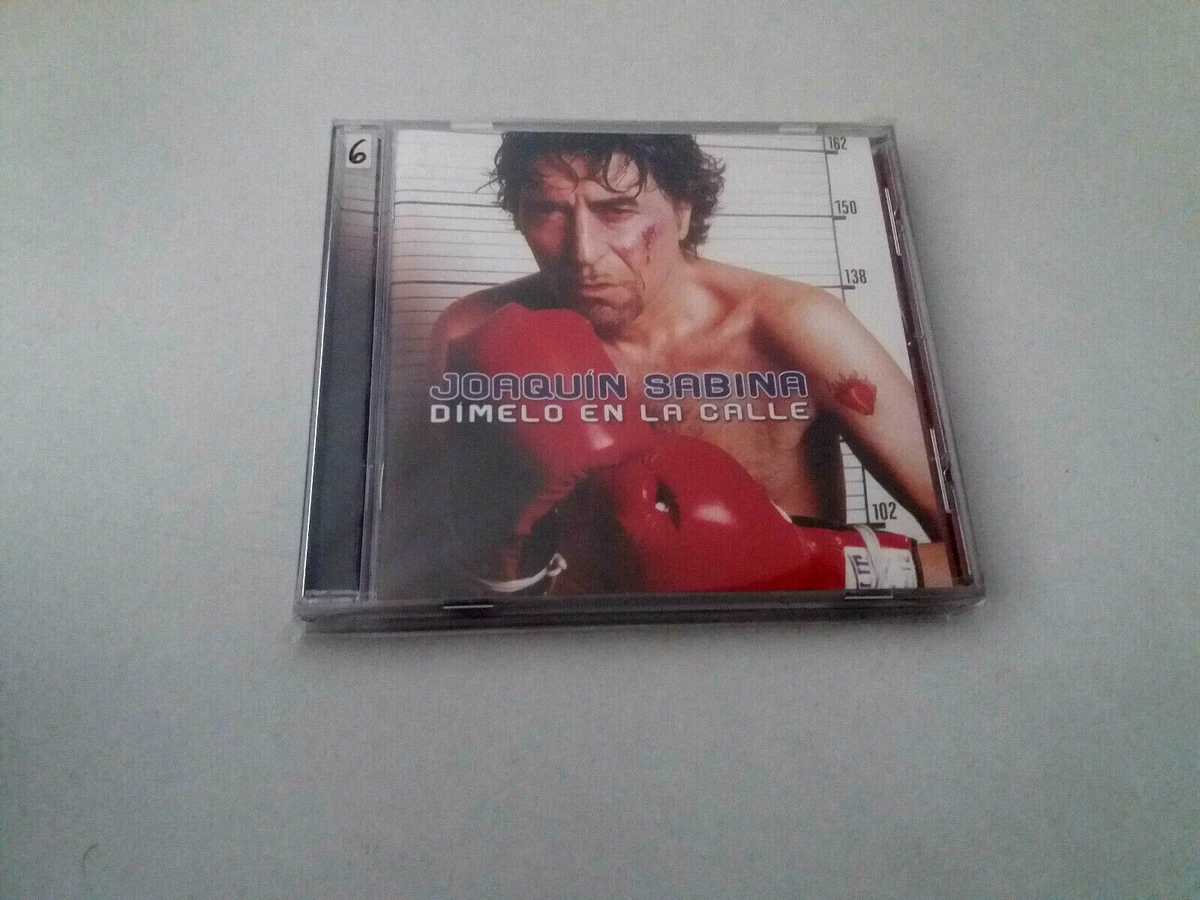 6
162
150
138
JOAQUÍN SABINA
DÍMELO EN LA CALLE
102